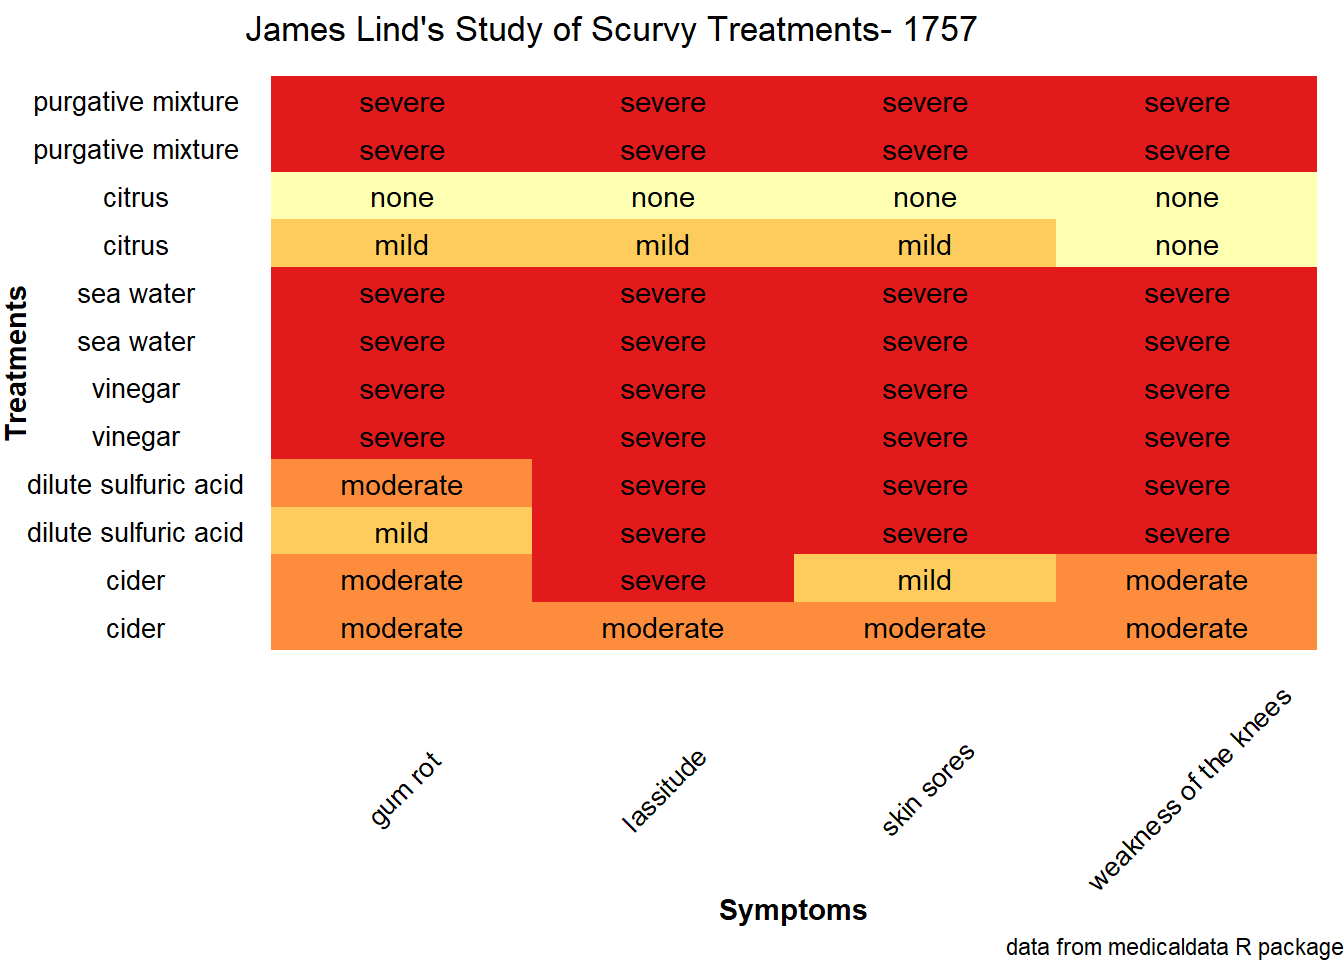 James Lind's Study of Scurvy Treatments- 1757
Treatments
purgative mixture severe severe severe severe
purgative mixture severe severe severe severe
citrus none none none none
citrus mild mild mild none
sea water severe severe severe severe
sea water severe severe severe severe
vinegar severe severe severe severe
vinegar severe severe severe severe
dilute sulfuric acid moderate severe severe severe
dilute sulfuric acid mild severe severe severe
cider moderate severe mild moderate
cider moderate moderate moderate moderate
gum rot lassitude skin sores weakness of the knees
Symptoms
data from medicaldata R package